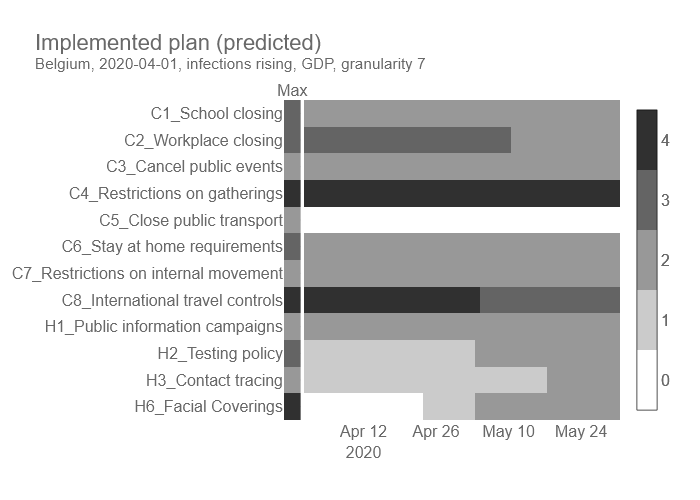 Implemented plan (predicted)
Belgium, 2020-04-01, infections rising, GDP, granularity 7
Max
C1_School closing
C2_Workplace closing
C3_Cancel public events
C4_Restrictions on gatherings
C5_Close public transport
C6_Stay at home requirements
C7_Restrictions on internal movement
C8_International travel controls
H1_Public information campaigns
H2_Testing policy
H3_Contact tracing
H6_Facial Coverings
Apr 12 Apr 26 May 10 May 24
2020
4
3
2
1
0